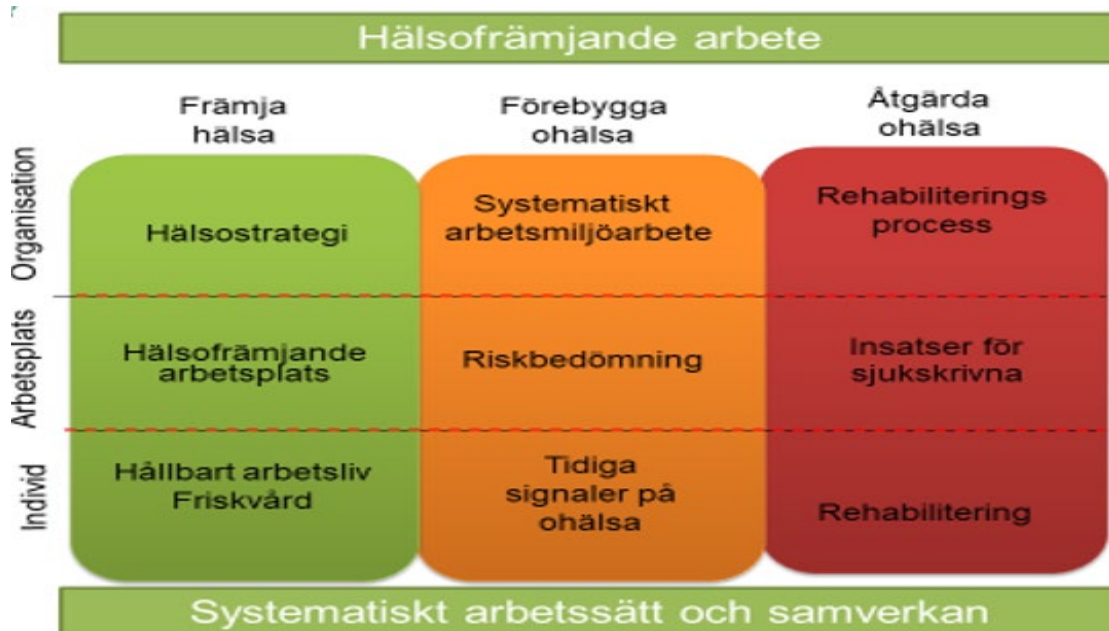 Hälsofrämjande arbete
Främja
hälsa
Förebygga
ohälsa
Åtgärda
ohälsa
Organisation
Hälsostrategi
Systematiskt
arbetsmiljöarbete
Rehabiliterings
process
Arbetsplats
Hälsofrämjande
arbetsplats
Riskbedömning
Insatser för
sjukskrivna
Individ
Hållbart arbetsliv
Friskvård
Tidiga
signaler på
ohälsa
Rehabilitering
Systematiskt arbetssätt och samverkan